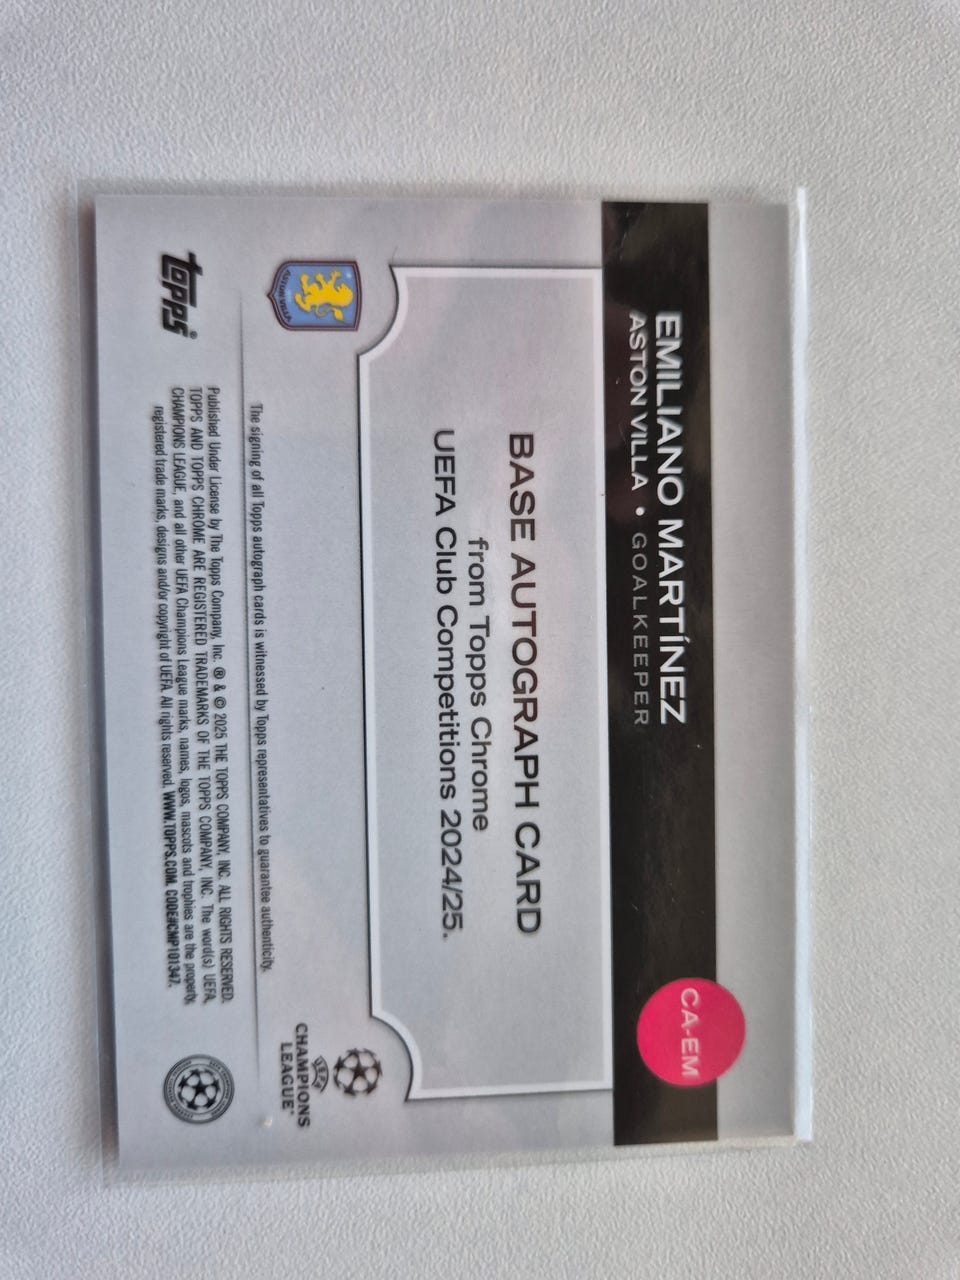 EMILIANO MARTÍNEZ
ASTON VILLA • GOALKEEPER
CA-EM
BASE AUTOGRAPH CARD
from Topps Chrome
UEFA Club Competitions 2024/25.
ASTON VILLA
UEFA
CHAMPIONS
LEAGUE®
The signing of all Topps autograph cards is witnessed by Topps representatives to guarantee authenticity.
topps®
Published Under License by The Topps Company, Inc. ® & © 2025 THE TOPPS COMPANY, INC. ALL RIGHTS RESERVED.
TOPPS AND TOPPS CHROME ARE REGISTERED TRADEMARKS OF THE TOPPS COMPANY, INC. The word(s) UEFA,
CHAMPIONS LEAGUE, and all other UEFA Champions League marks, names, logos, mascots and trophies are the property,
registered trade marks, designs and/or copyright of UEFA. All rights reserved. WWW.TOPPS.COM. CODE#CMP101347.